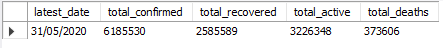 latest_date total_confirmed total_recovered total_active total_deaths
31/05/2020 6185530 2585589 3226348 373606